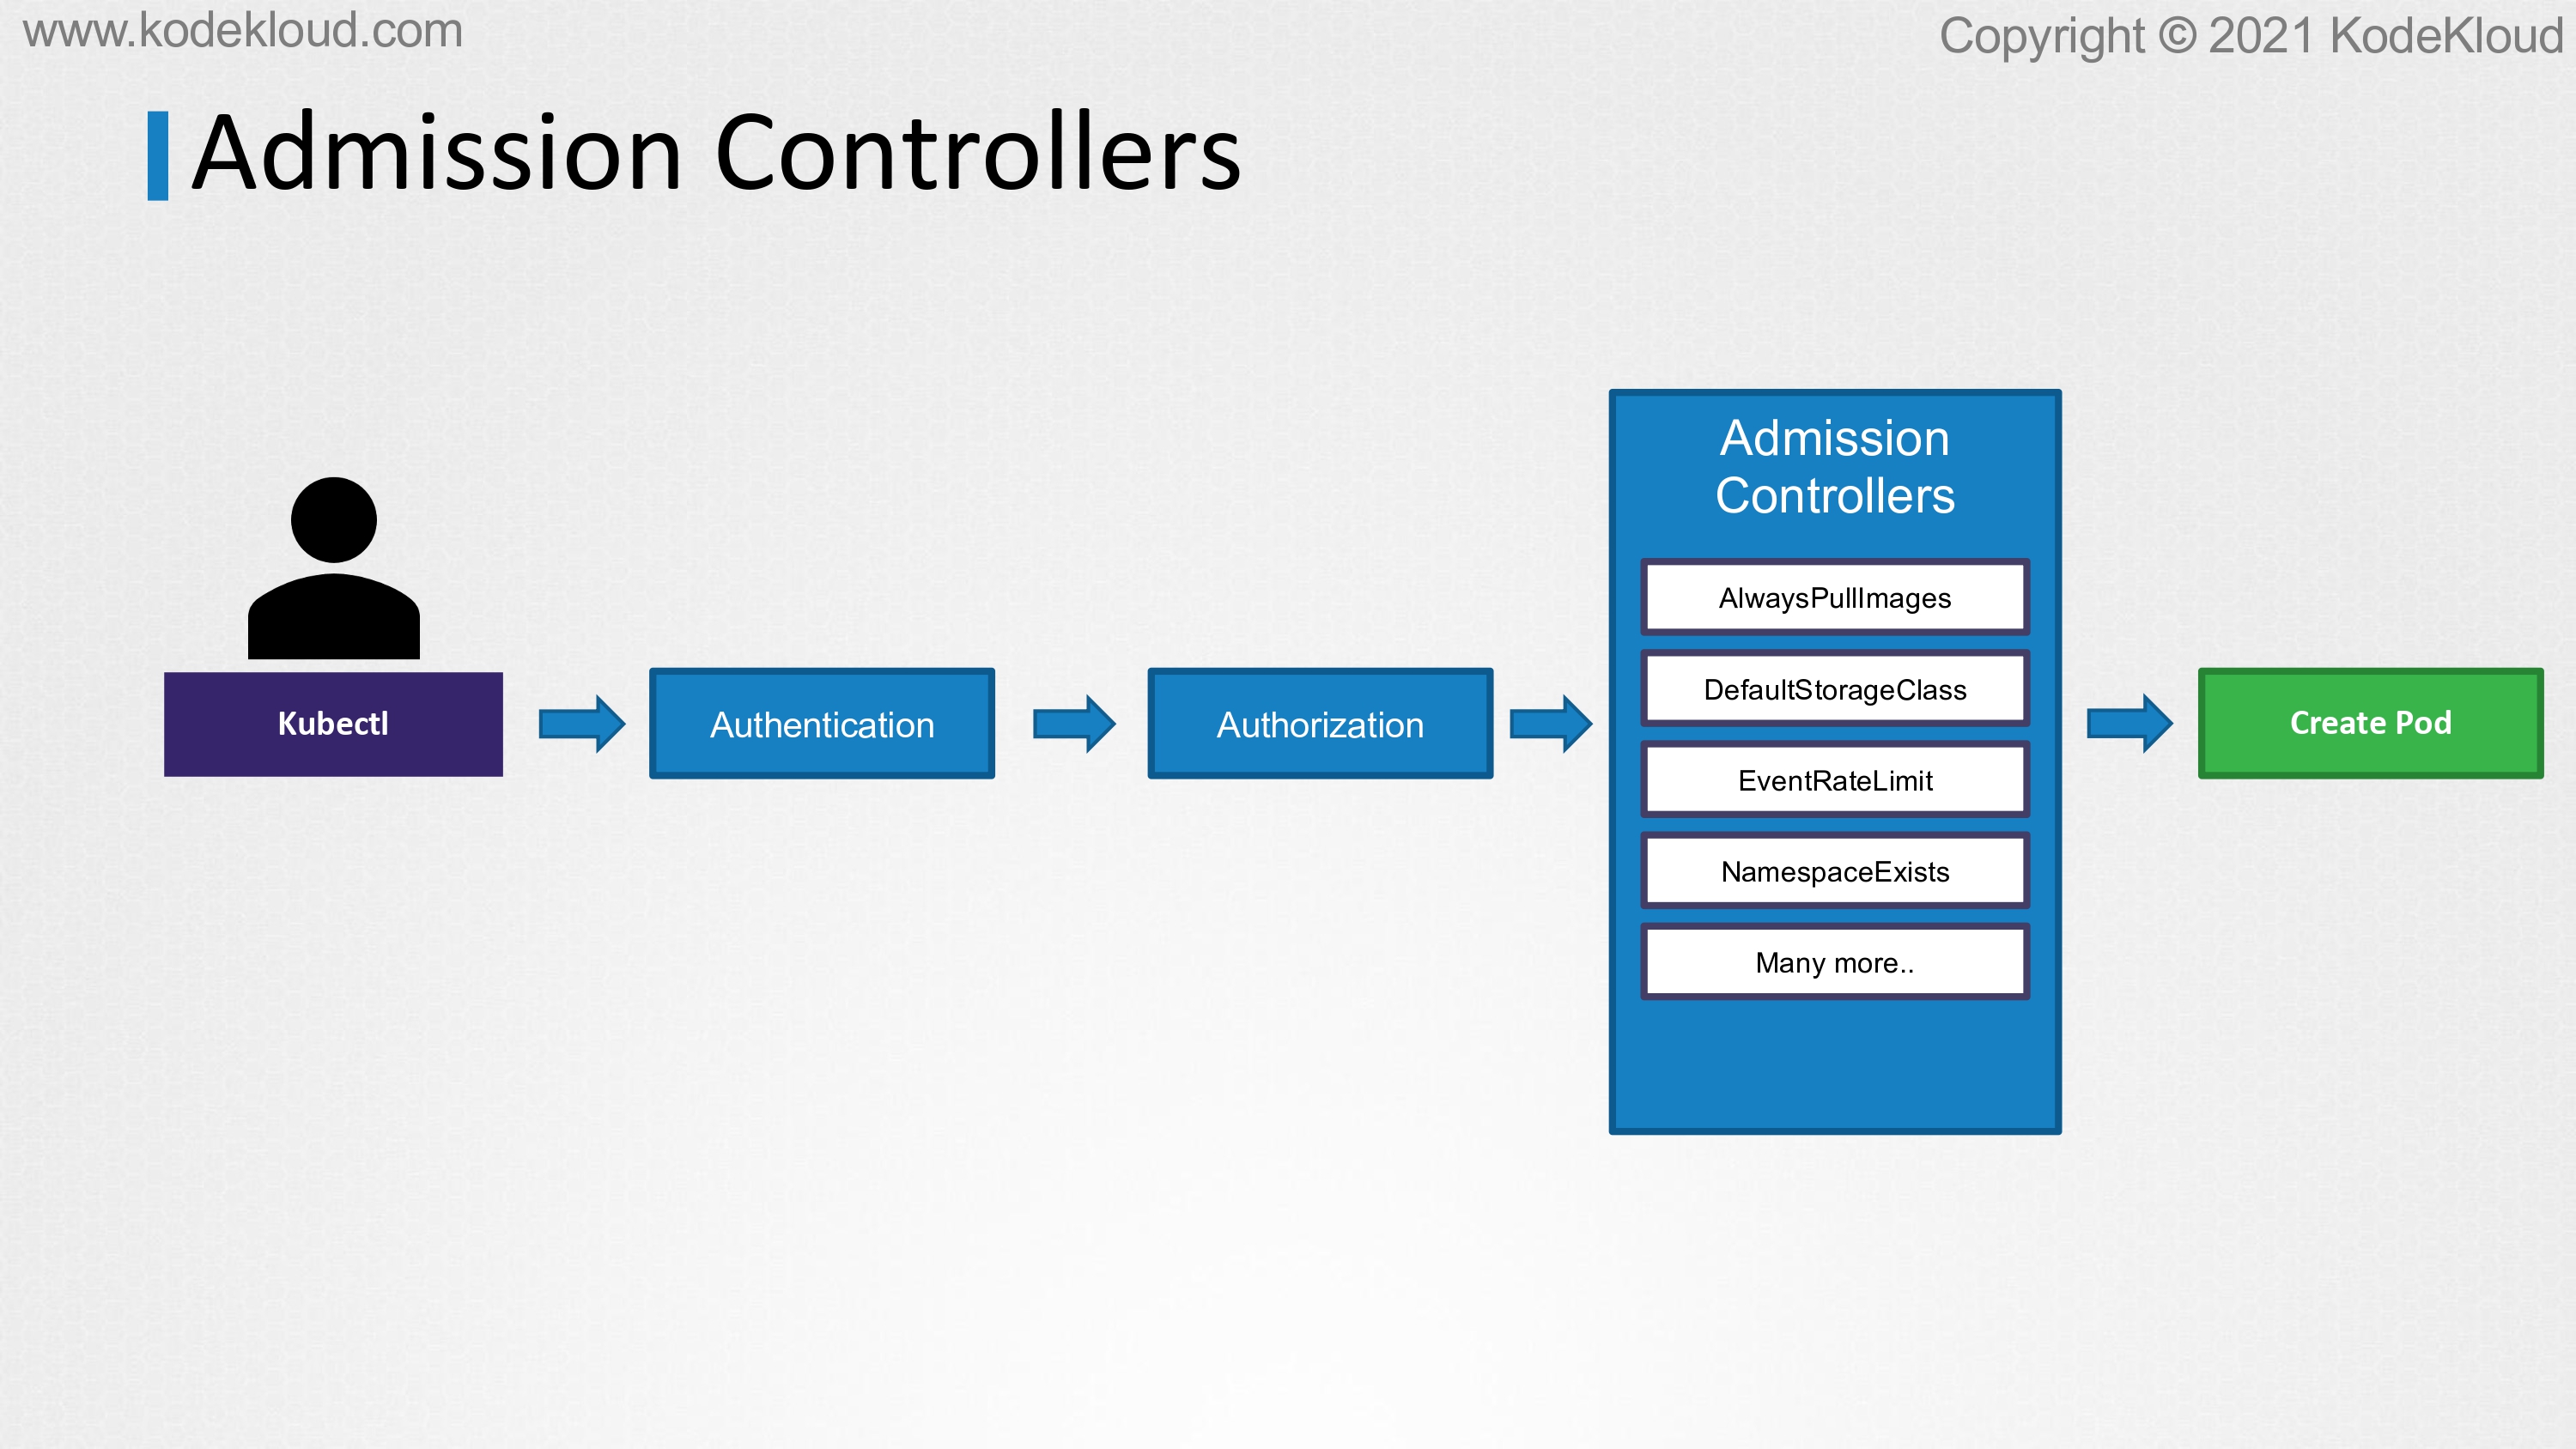 www.kodekloud.com
Copyright © 2021 KodeKloud
Admission Controllers
Kubectl
Authentication
Authorization
Admission
Controllers
AlwaysPullImages
DefaultStorageClass
EventRateLimit
NamespaceExists
Many more..
Create Pod